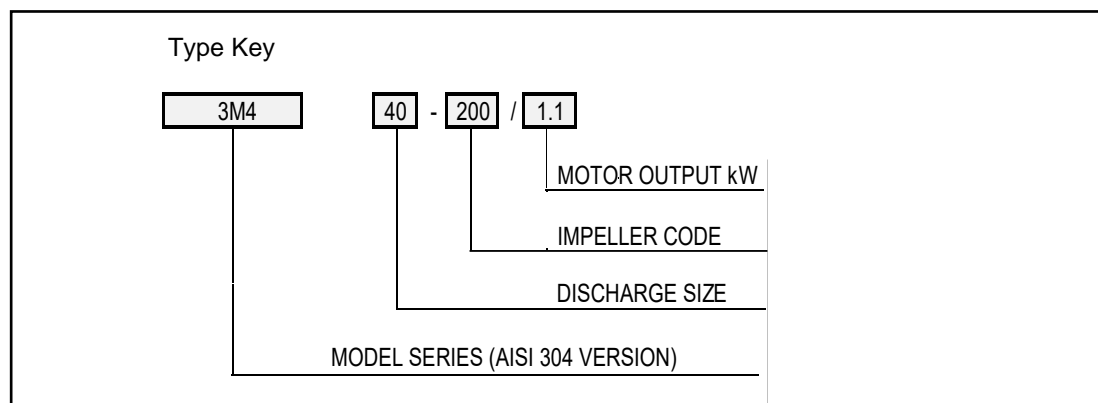 Type Key
3M4 40 - 200 / 1.1
MOTOR OUTPUT kW
IMPELLER CODE
DISCHARGE SIZE
MODEL SERIES (AISI 304 VERSION)